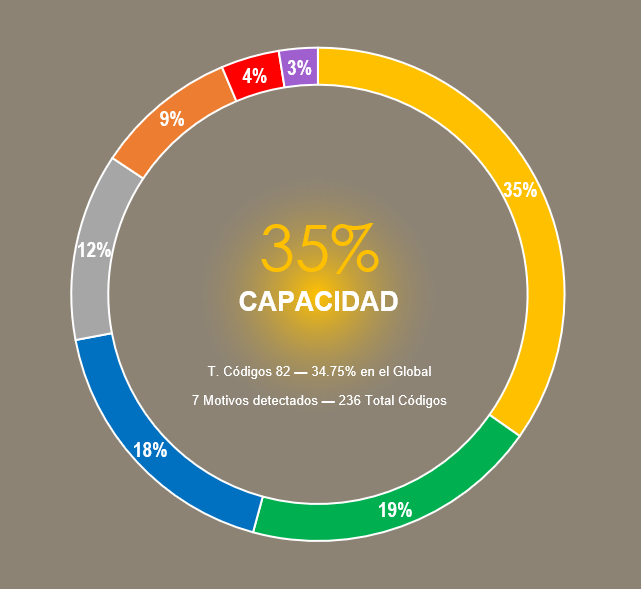 3%
4%
9%
35%
12%
35%
CAPACIDAD
T. Códigos 82 — 34.75% en el Global
7 Motivos detectados — 236 Total Códigos
18%
19%